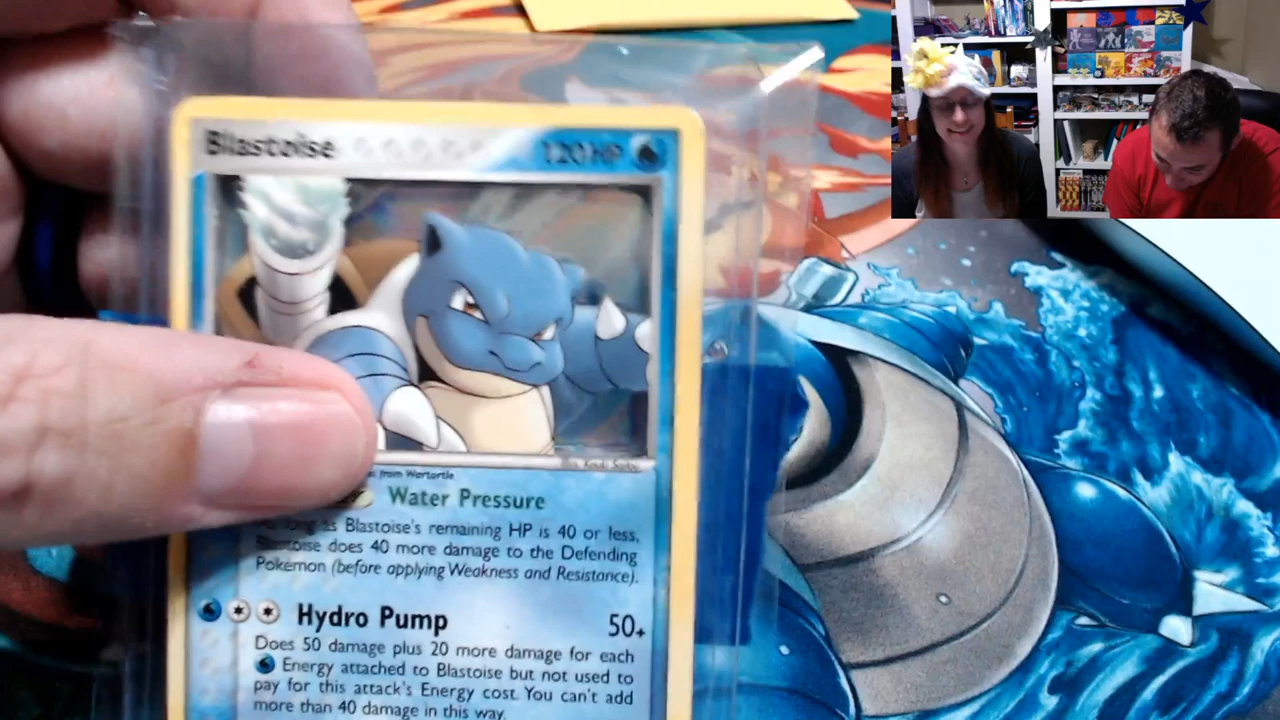 Blastoise 120 HP
from Wartortle
Water Pressure
as Blastoise's remaining HP is 40 or less,
Blastoise does 40 more damage to the Defending
Pokemon (before applying Weakness and Resistance).
Hydro Pump 50+
Does 50 damage plus 20 more damage for each
Energy attached to Blastoise but not used to
pay for this attack's Energy cost. You can't add
more than 40 damage in this way.